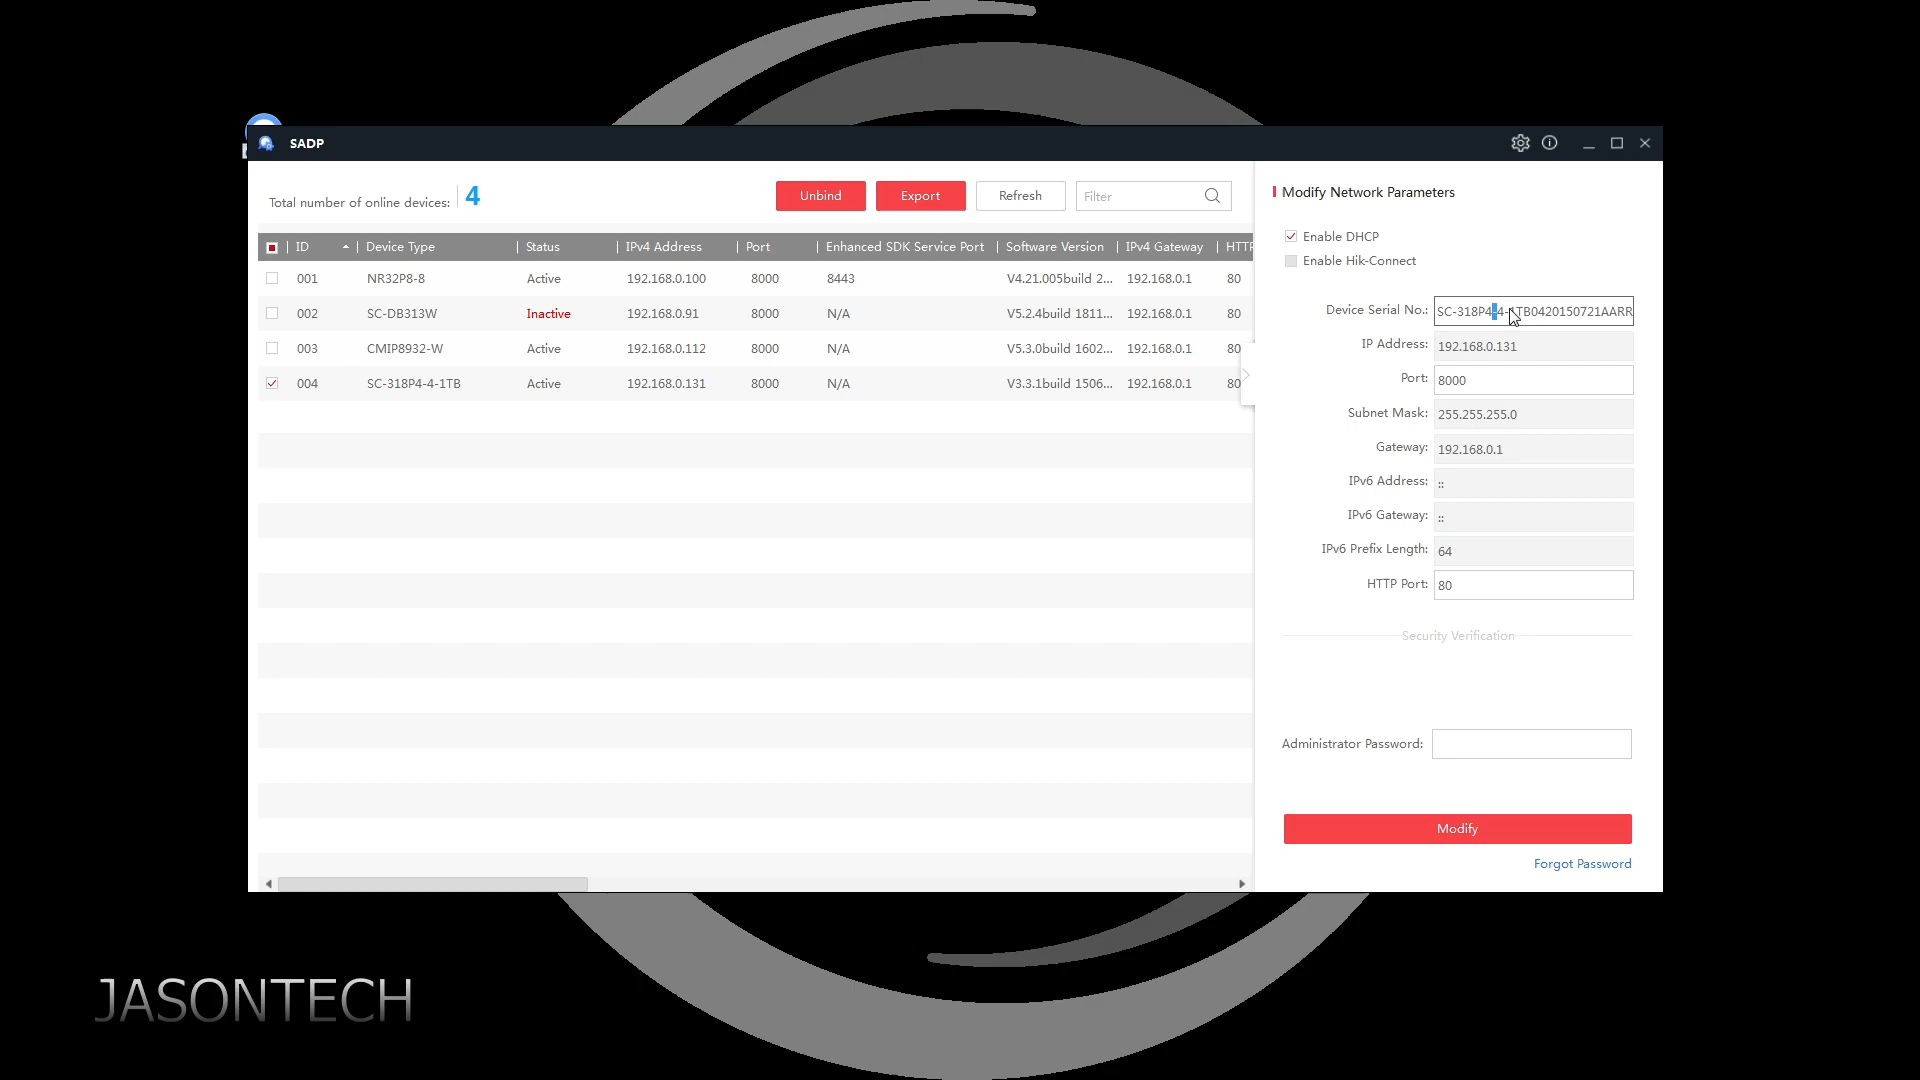 SADP
Total number of online devices: 4
Unbind
Export
Refresh
Filter
ID Device Type Status IPv4 Address Port Enhanced SDK Service Port Software Version IPv4 Gateway HTTP
001 NR32P8-8 Active 192.168.0.100 8000 8443 V4.21.005build 2... 192.168.0.1 80
002 SC-DB313W Inactive 192.168.0.91 8000 N/A V5.2.4build 1811... 192.168.0.1 80
003 CMIP8932-W Active 192.168.0.112 8000 N/A V5.3.0build 1602... 192.168.0.1 80
004 SC-318P4-4-1TB Active 192.168.0.131 8000 N/A V3.3.1build 1506... 192.168.0.1 80
Modify Network Parameters
Enable DHCP
Enable Hik-Connect
Device Serial No.: SC-318P4-4-1TB0420150721AARR
IP Address: 192.168.0.131
Port: 8000
Subnet Mask: 255.255.255.0
Gateway: 192.168.0.1
IPv6 Address: ::
IPv6 Gateway: ::
IPv6 Prefix Length: 64
HTTP Port: 80
Security Verification
Administrator Password:
Modify
Forgot Password
JASONTECH